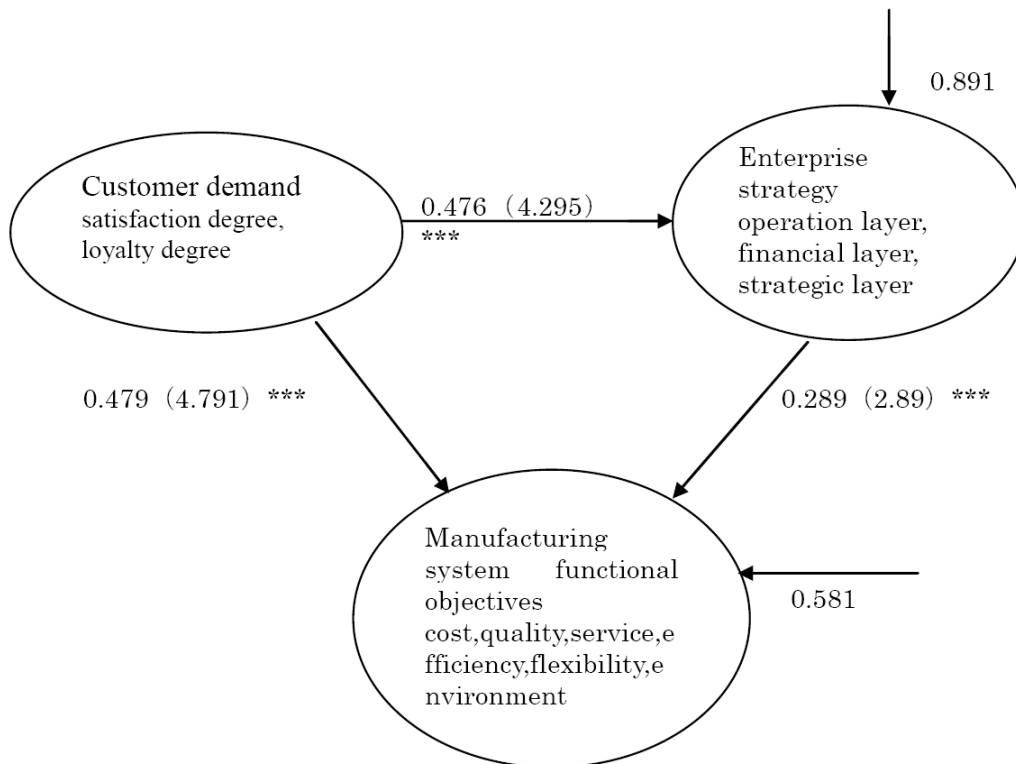 0.891
Customer demand
satisfaction degree,
loyalty degree
0.476（4.295）
***
Enterprise
strategy
operation layer,
financial layer,
strategic layer
0.479（4.791）***
0.289（2.89）***
Manufacturing
system functional
objectives
cost,quality,service,e
fficiency,flexibility,e
nvironment
0.581